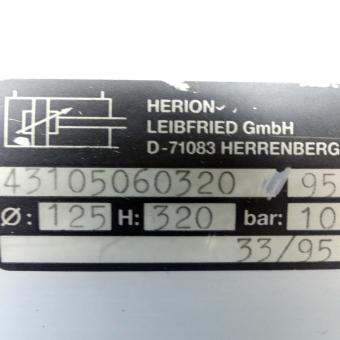 HERION
LEIBFRIED GmbH
D-71083 HERRENBERG
43105060320 95
Ø: 125 H: 320 bar: 10
33/95